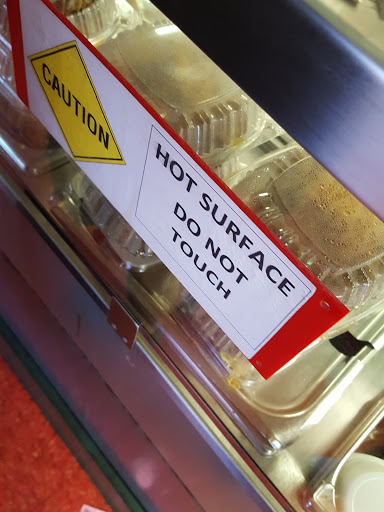 CAUTION
HOT SURFACE
DO NOT
TOUCH